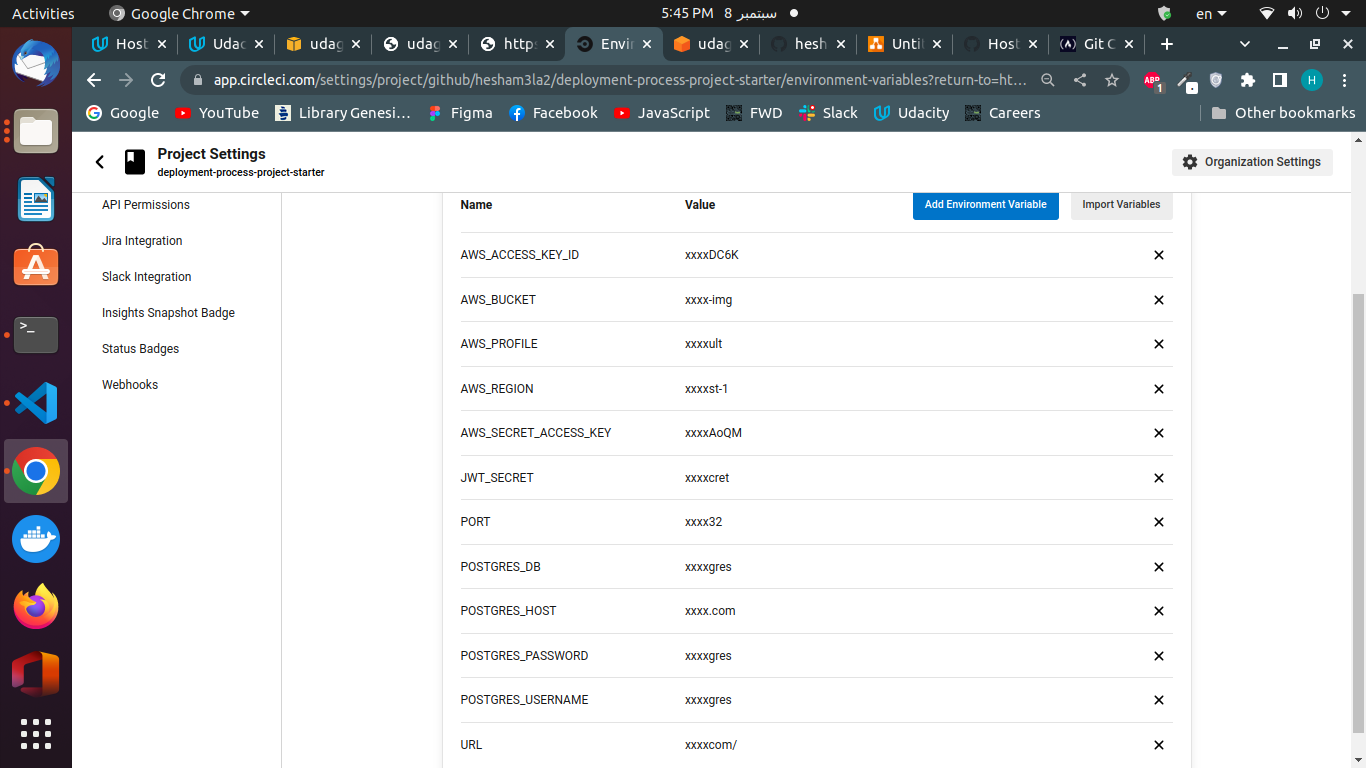 Activities
Google Chrome
5:45 PM 8 سبتمبر
en
Host
Udac
udag
udag
https
Envir
udag
hesh
Until
Host
Git C
app.circleci.com/settings/project/github/hesham3la2/deployment-process-project-starter/environment-variables?return-to=ht...
ABP
1
H
Google
YouTube
Library Genesi...
Figma
Facebook
JavaScript
FWD
Slack
Udacity
Careers
Other bookmarks
Project Settings
deployment-process-project-starter
Organization Settings
API Permissions
Jira Integration
Slack Integration
Insights Snapshot Badge
Status Badges
Webhooks
Name Value
Add Environment Variable
Import Variables
AWS_ACCESS_KEY_ID xxxxDC6K
AWS_BUCKET xxxx-img
AWS_PROFILE xxxxult
AWS_REGION xxxxst-1
AWS_SECRET_ACCESS_KEY xxxxAoQM
JWT_SECRET xxxxcret
PORT xxxx32
POSTGRES_DB xxxxgres
POSTGRES_HOST xxxx.com
POSTGRES_PASSWORD xxxxgres
POSTGRES_USERNAME xxxxgres
URL xxxxcom/